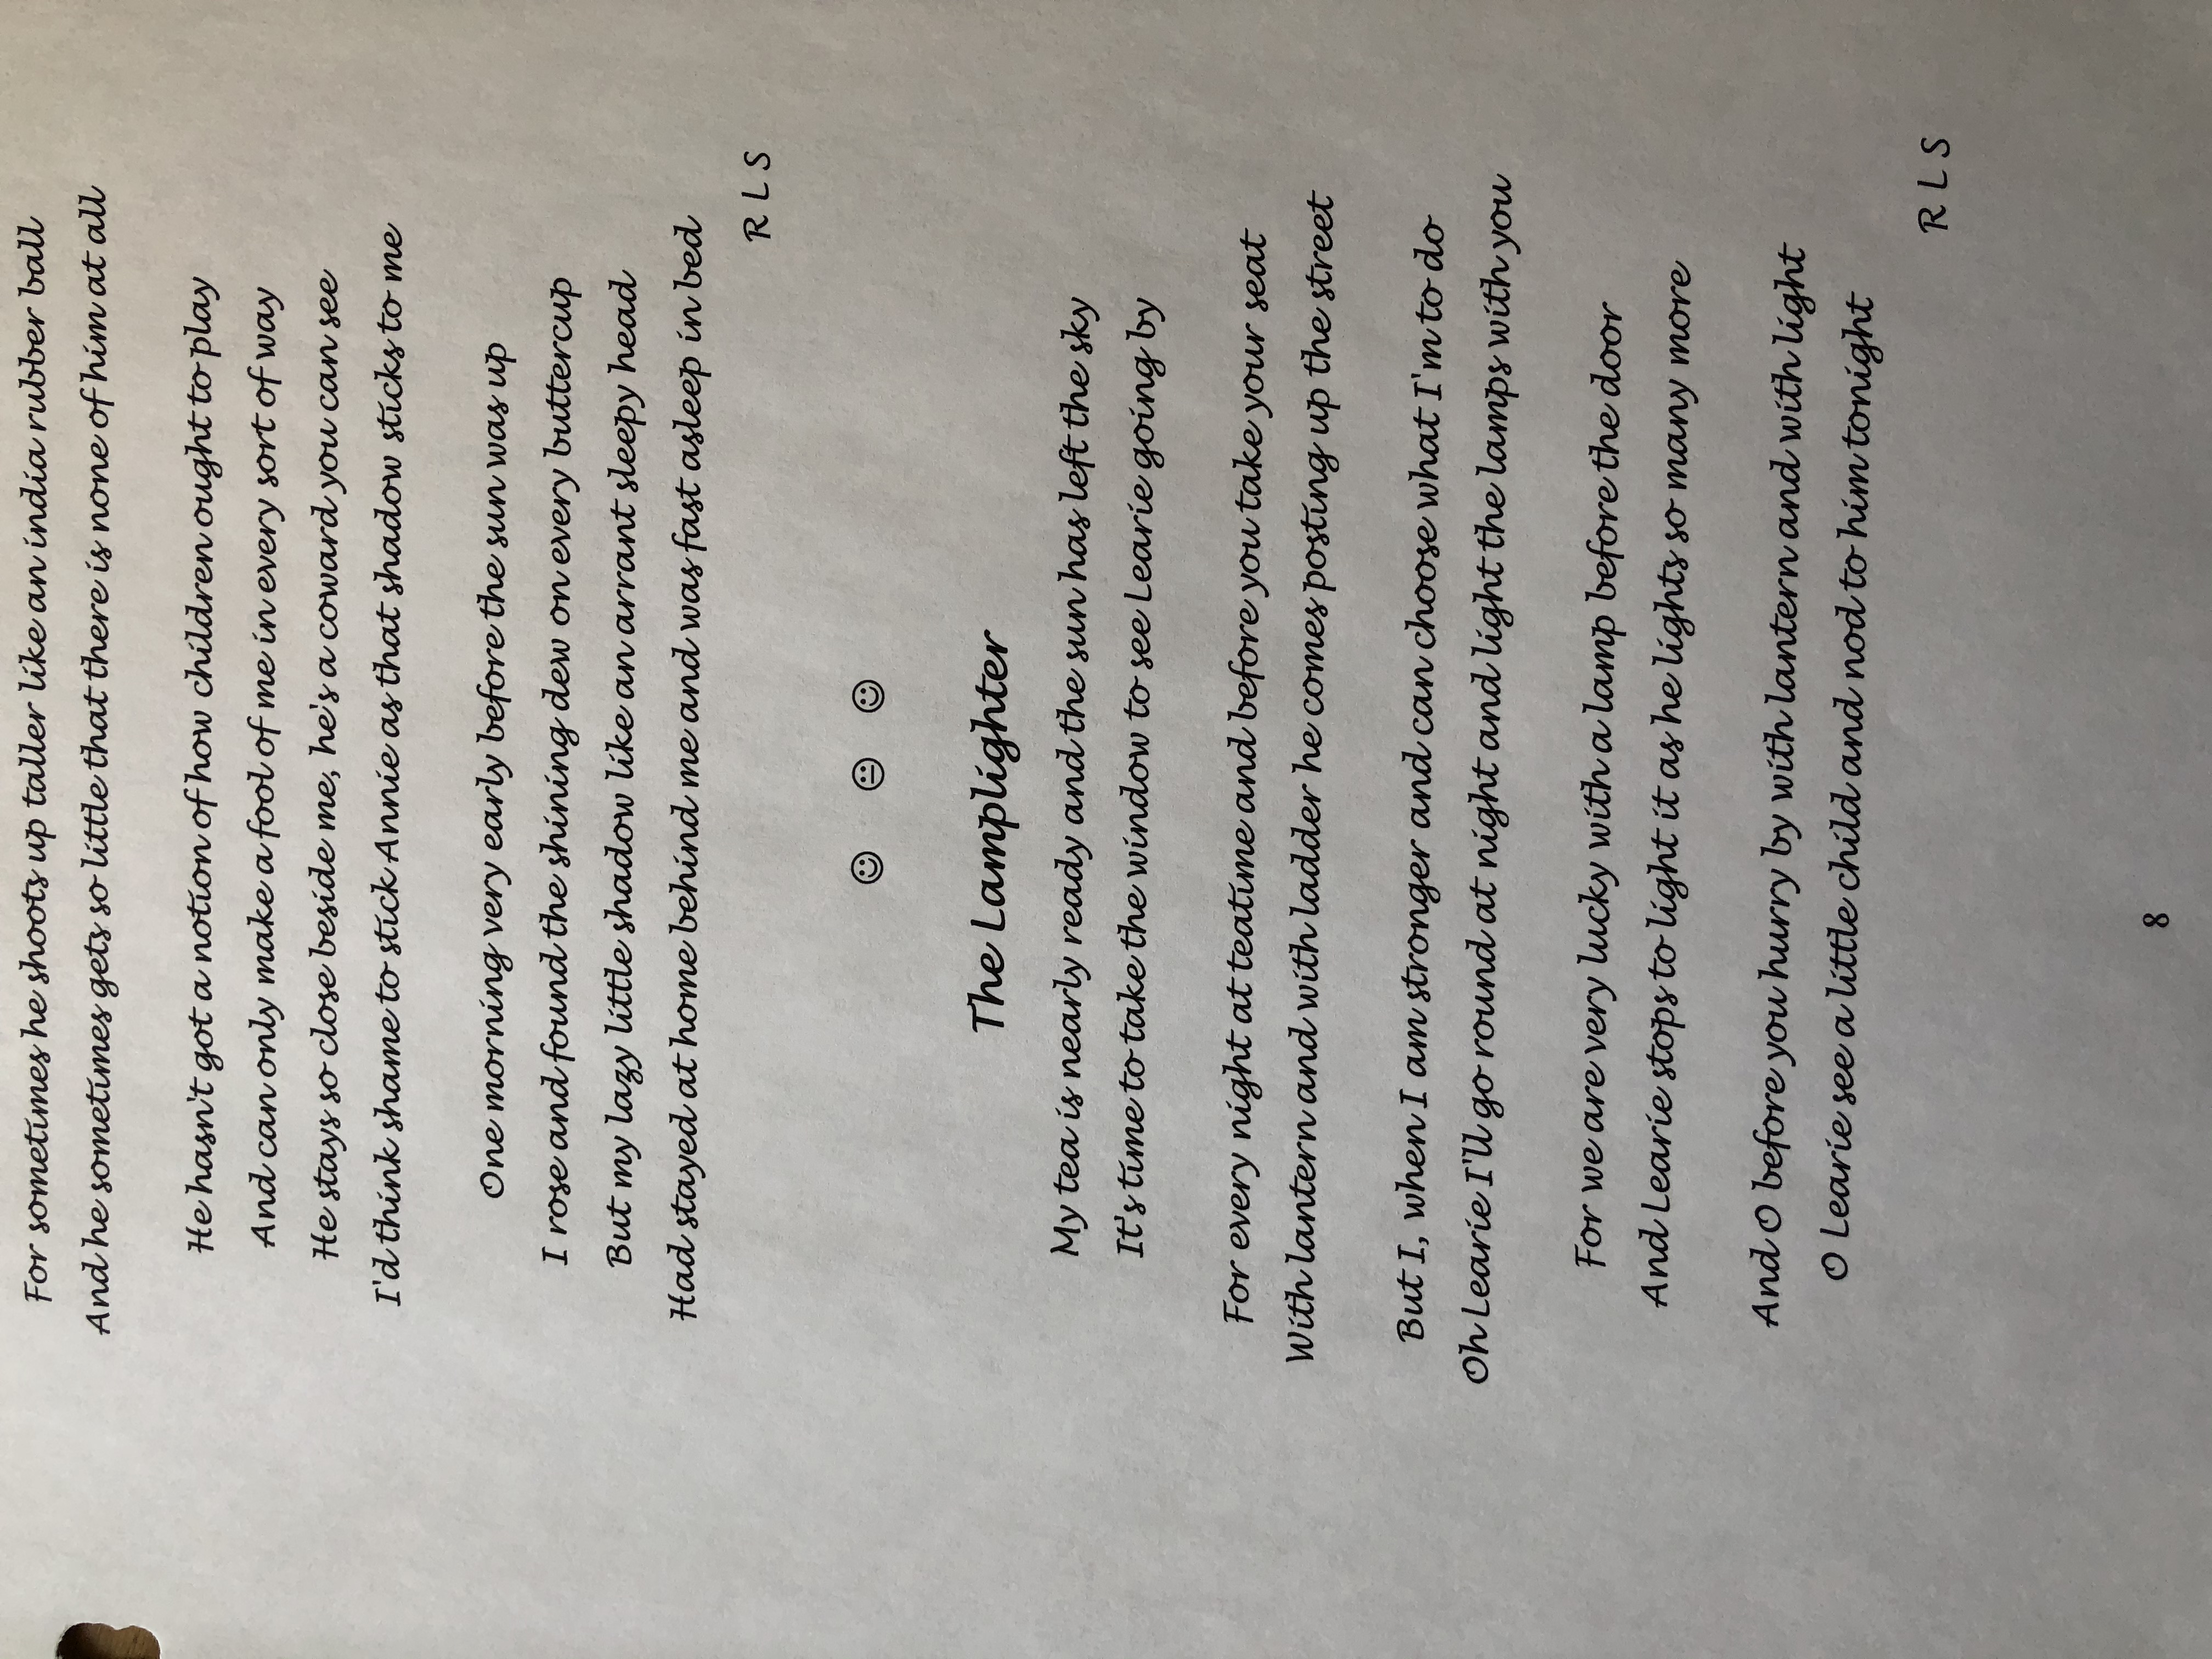 For sometimes he shoots up taller like an india rubber ball
And he sometimes gets so little that there is none of him at all
He hasn't got a notion of how children ought to play
And can only make a fool of me in every sort of way
He stays so close beside me, he's a coward you can see
I'd think shame to stick Annie as that shadow sticks to me
One morning very early before the sun was up
I rose and found the shining dew on every buttercup
But my lazy little shadow like an arrant sleepy head
Had stayed at home behind me and was fast asleep in bed
R L S
☺ 😐 ☺
The Lamplighter
My tea is nearly ready and the sun has left the sky
It's time to take the window to see Learie going by
For every night at teatime and before you take your seat
With lantern and with ladder he comes posting up the street
But I, when I am stronger and can choose what I'm to do
Oh Learie I'll go round at night and light the lamps with you
For we are very lucky with a lamp before the door
And Learie stops to light it as he lights so many more
And O before you hurry by with lantern and with light
O Learie see a little child and nod to him tonight
R L S
8